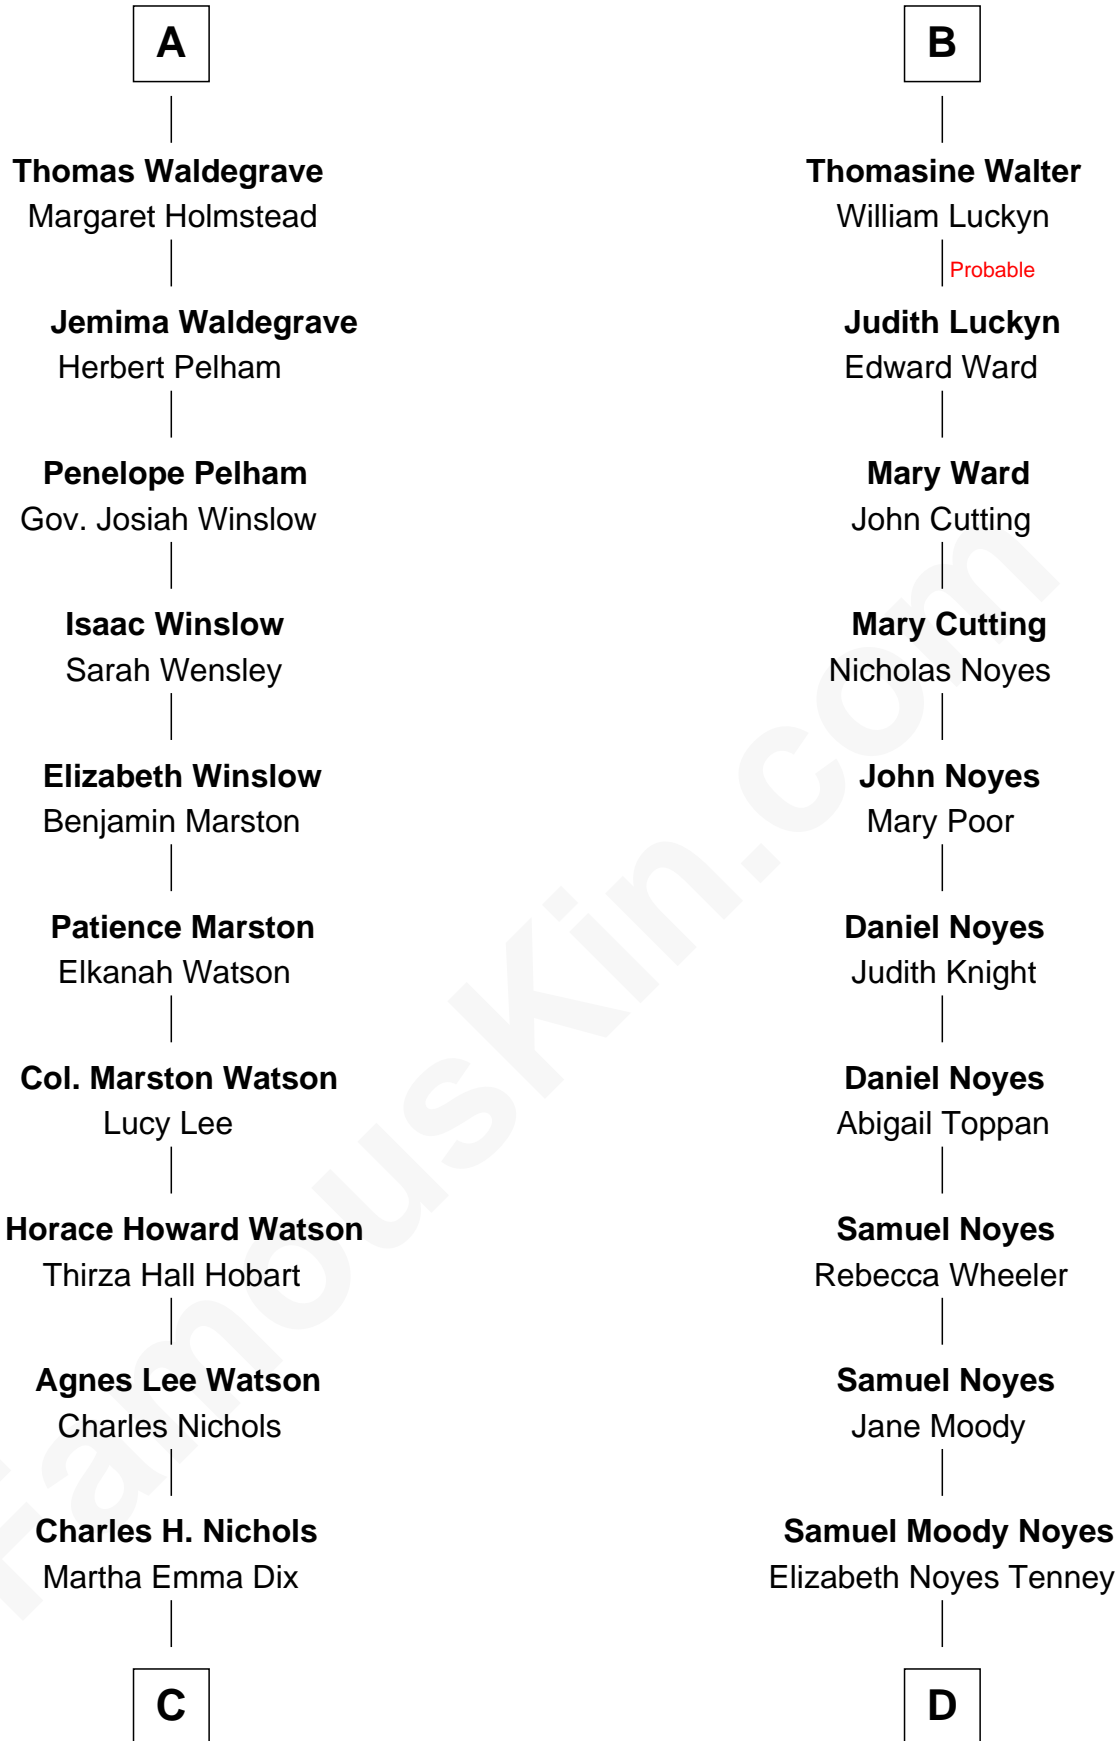 A
Thomas Waldegrave
Margaret Holmstead
Jemima Waldegrave
Herbert Pelham
Penelope Pelham
Gov. Josiah Winslow
Isaac Winslow
Sarah Wensley
Elizabeth Winslow
Benjamin Marston
Patience Marston
Elkanah Watson
Col. Marston Watson
Lucy Lee
Horace Howard Watson
Thirza Hall Hobart
Agnes Lee Watson
Charles Nichols
Charles H. Nichols
Martha Emma Dix
C
B
Thomasine Walter
William Luckyn
Probable
Judith Luckyn
Edward Ward
Mary Ward
John Cutting
Mary Cutting
Nicholas Noyes
John Noyes
Mary Poor
Daniel Noyes
Judith Knight
Daniel Noyes
Abigail Toppan
Samuel Noyes
Rebecca Wheeler
Samuel Noyes
Jane Moody
Samuel Moody Noyes
Elizabeth Noyes Tenney
D
FamousKin.com